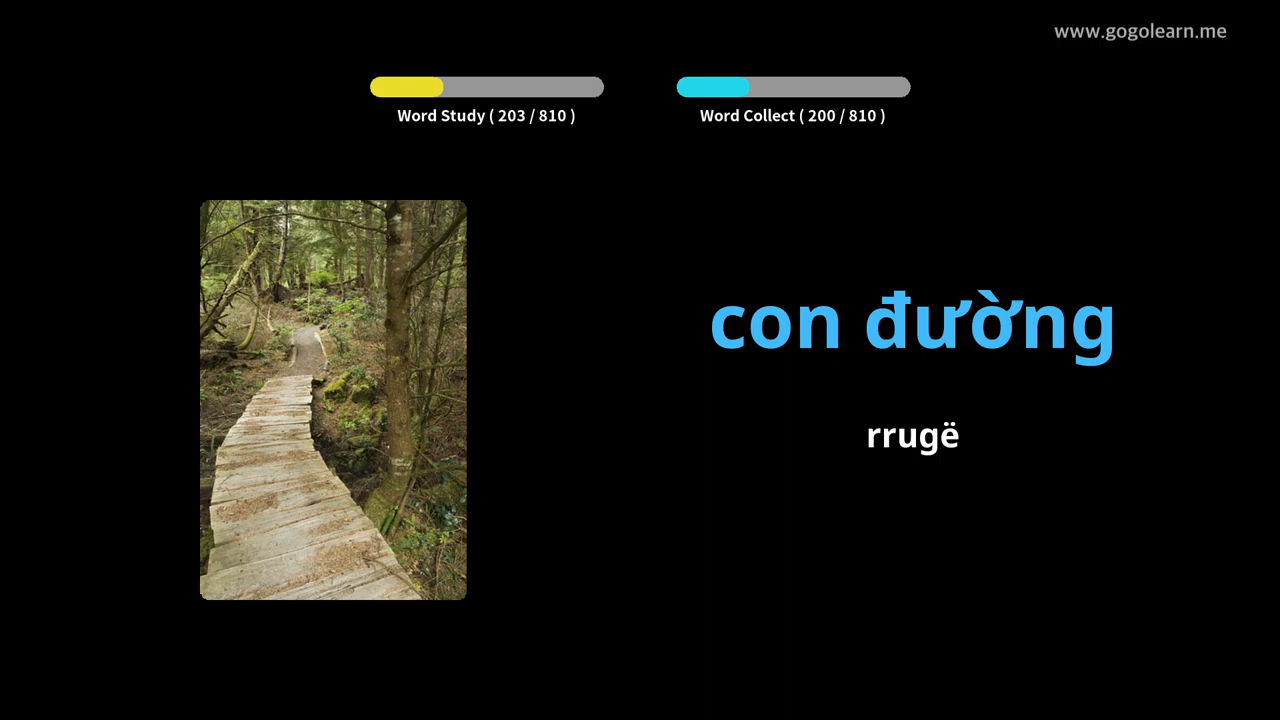 www.gogolearn.me
Word Study ( 203 / 810 )
Word Collect ( 200 / 810 )
con đường
rrugë